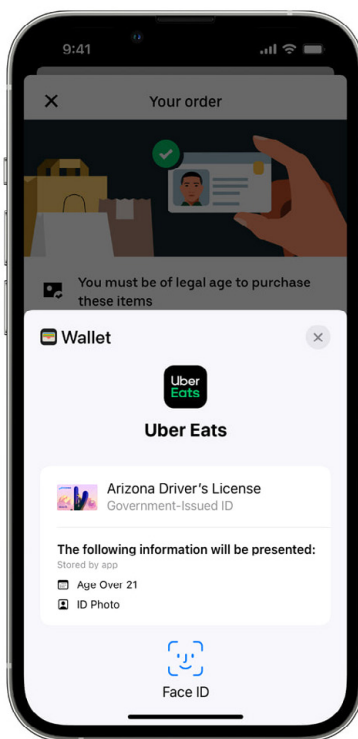 9:41
Your order
You must be of legal age to purchase
these items
Wallet
Uber
Eats
Uber Eats
Arizona Driver's License
Government-Issued ID
The following information will be presented:
Stored by app
Age Over 21
ID Photo
Face ID